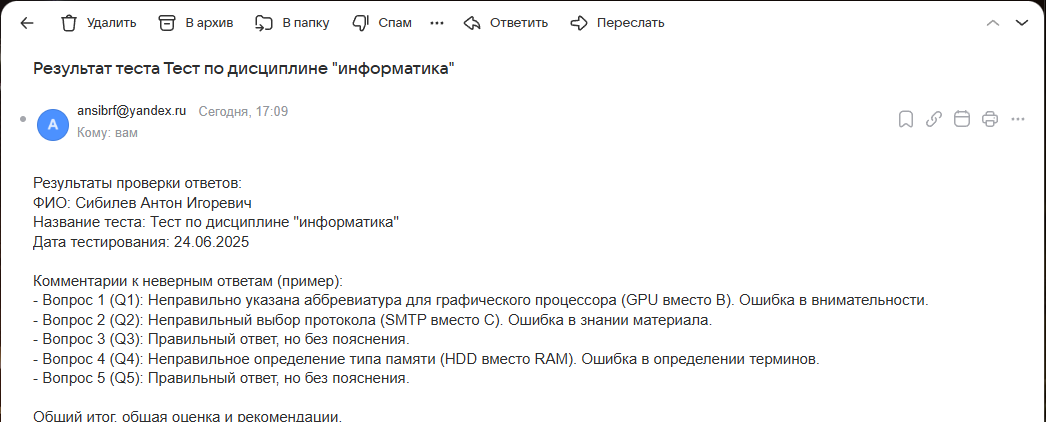 Удалить
В архив
В папку
Спам
Ответить
Переслать
Результат теста Тест по дисциплине "информатика"
А
ansibrf@yandex.ru Сегодня, 17:09
Кому: вам
Результаты проверки ответов:
ФИО: Сибилев Антон Игоревич
Название теста: Тест по дисциплине "информатика"
Дата тестирования: 24.06.2025
Комментарии к неверным ответам (пример):
- Вопрос 1 (Q1): Неправильно указана аббревиатура для графического процессора (GPU вместо B). Ошибка в внимательности.
- Вопрос 2 (Q2): Неправильный выбор протокола (SMTP вместо C). Ошибка в знании материала.
- Вопрос 3 (Q3): Правильный ответ, но без пояснения.
- Вопрос 4 (Q4): Неправильное определение типа памяти (HDD вместо RAM). Ошибка в определении терминов.
- Вопрос 5 (Q5): Правильный ответ, но без пояснения.
Общий итог, общая оценка и рекомендации.